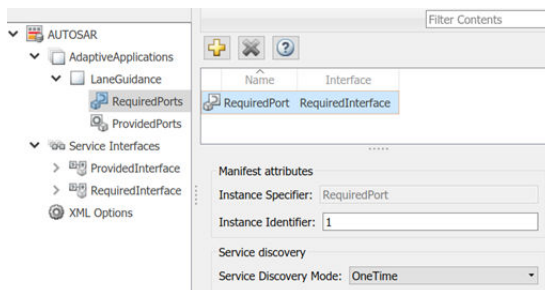 Filter Contents
AUTOSAR
AdaptiveApplications
LaneGuidance
RequiredPorts
ProvidedPorts
Service Interfaces
ProvidedInterface
RequiredInterface
XML Options
Name Interface
RequiredPort RequiredInterface
Manifest attributes
Instance Specifier: RequiredPort
Instance Identifier: 1
Service discovery
Service Discovery Mode: OneTime